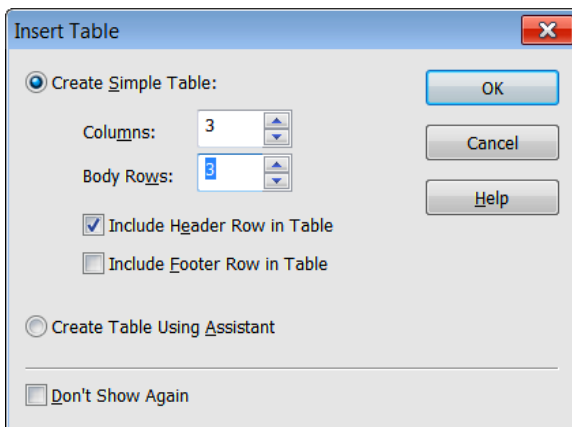 Insert Table
Create Simple Table:
OK
Columns: 3
Cancel
Body Rows: 3
Help
Include Header Row in Table
Include Footer Row in Table
Create Table Using Assistant
Don't Show Again